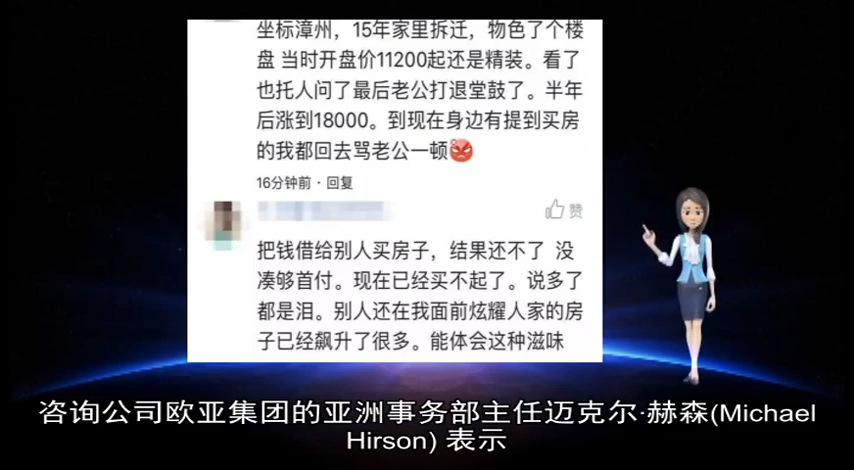 坐标漳州，15年家里拆迁，物色了个楼
盘 当时开盘价11200起还是精装。看了
也托人问了最后老公打退堂鼓了。半年
后涨到18000。到现在身边有提到买房
的我都回去骂老公一顿
16分钟前·回复
赞
把钱借给别人买房子，结果还不了 没
凑够首付。现在已经买不起了。说多了
都是泪。别人还在我面前炫耀人家的房
子已经飙升了很多。能体会这种滋味
咨询公司欧亚集团的亚洲事务部主任迈克尔·赫森(Michael
Hirson) 表示